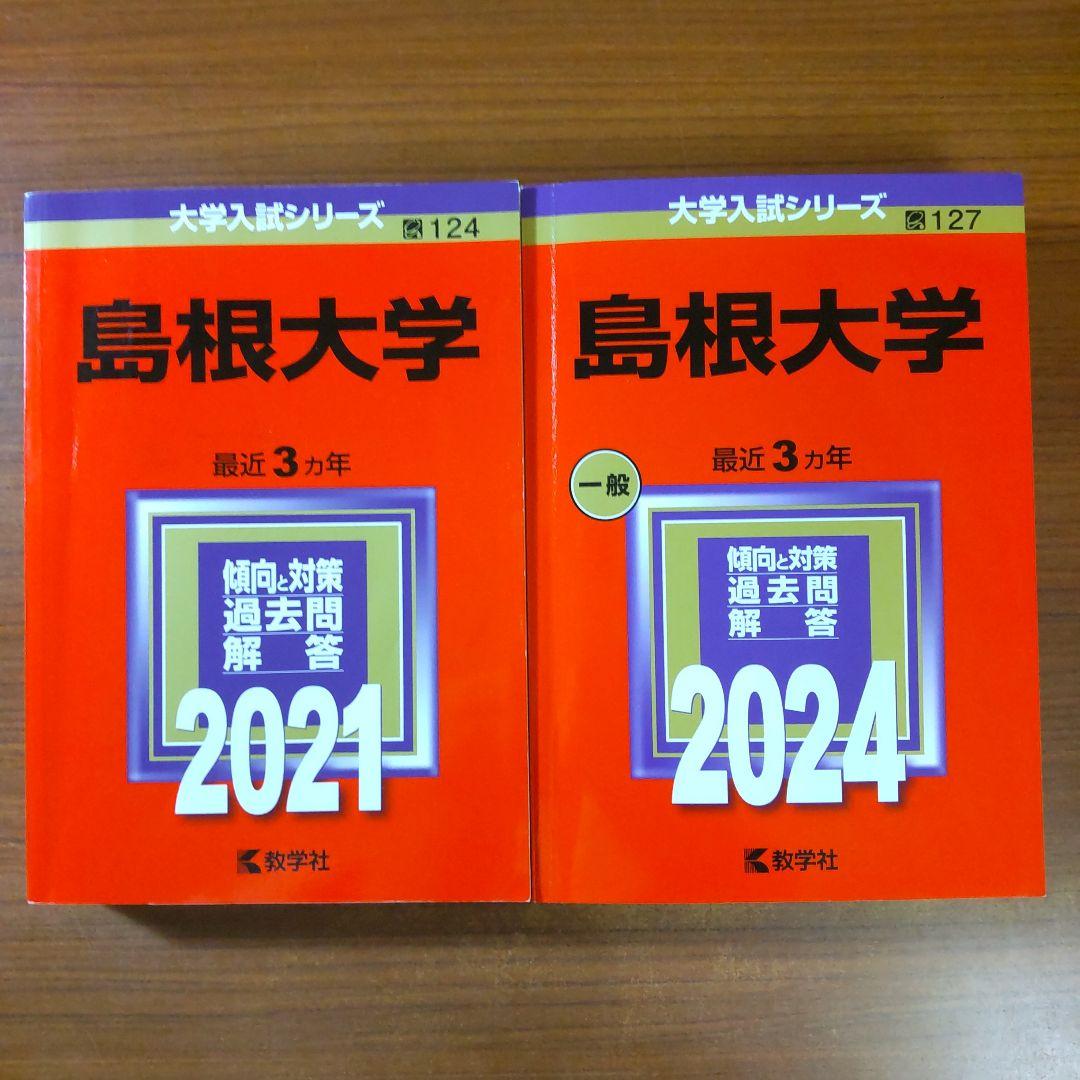 大学入試シリーズ
124
島根大学
最近3カ年
傾向と対策
過去問
解答
2021
教学社
大学入試シリーズ
127
島根大学
最近3カ年
一般
傾向と対策
過去問
解答
2024
教学社